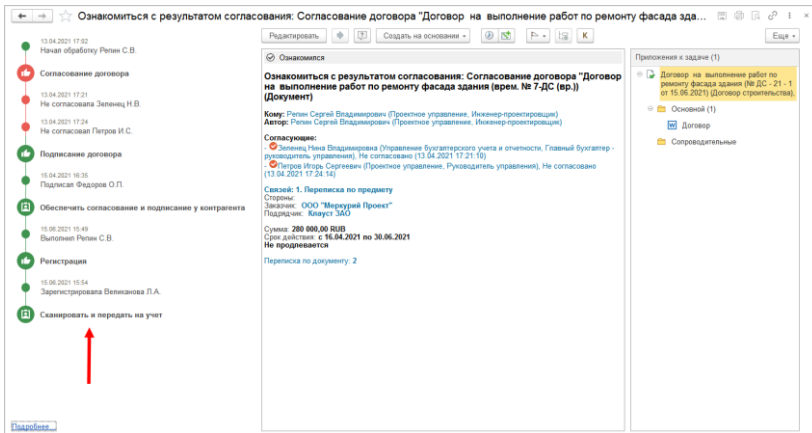 Ознакомиться с результатом согласования: Согласование договора "Договор на выполнение работ по ремонту фасада зда...
13.04.2021 17:02
Начал обработку Репин С.В.
Согласование договора
13.04.2021 17:21
Не согласовала Зеленец Н.В.
13.04.2021 17:24
Не согласовал Петров И.С.
Подписание договора
15.04.2021 16:35
Подписал Федоров О.П.
Обеспечить согласование и подписание у контрагента
15.06.2021 15:49
Выполнил Репин С.В.
Регистрация
15.06.2021 15:54
Зарегистрировала Великанова Л.А.
Сканировать и передать на учет
Подробнее...
Редактировать Создать на основании К Еще
Ознакомился
Ознакомиться с результатом согласования: Согласование договора "Договор
на выполнение работ по ремонту фасада здания (врем. № 7-ДС (вр.))
(Документ)
Кому: Репин Сергей Владимирович (Проектное управление, Инженер-проектировщик)
Автор: Репин Сергей Владимирович (Проектное управление, Инженер-проектировщик)
Согласующие:
- Зеленец Нина Владимировна (Управление бухгалтерского учета и отчетности, Главный бухгалтер -
руководитель управления), Не согласовано (13.04.2021 17:21:10)
- Петров Игорь Сергеевич (Проектное управление, Руководитель управления), Не согласовано
(13.04.2021 17:24:14)
Связей: 1. Переписка по предмету
Стороны:
Заказчик: ООО "Меркурий Проект"
Подрядчик: Клауст ЗАО
Сумма: 280 000,00 RUB
Срок действия: с 16.04.2021 по 30.06.2021
Не продлевается
Переписка по документу: 2
Приложения к задаче (1)
Договор на выполнение работ по
ремонту фасада здания (№ ДС - 21 - 1
от 15.06.2021) (Договор строительства),
Основной (1)
Договор
Сопроводительные